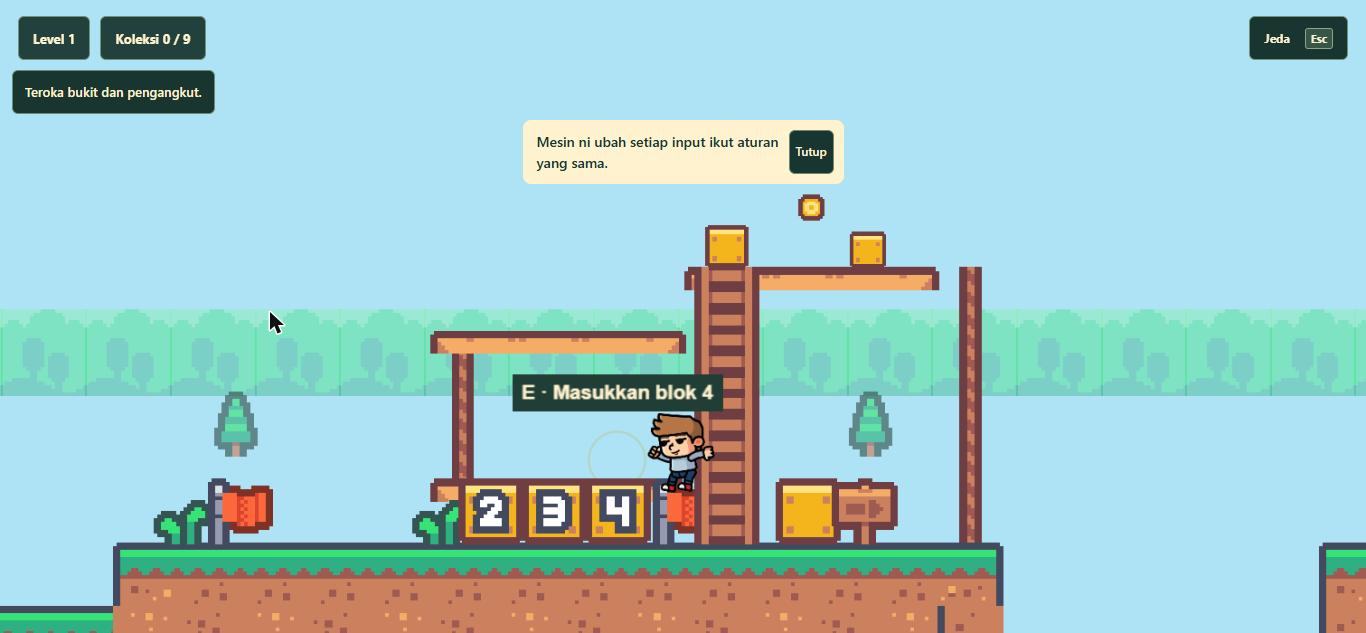 Level 1
Koleksi 0 / 9
Jeda Esc
Teroka bukit dan pengangkut.
Mesin ni ubah setiap input ikut aturan
yang sama.
Tutup
E · Masukkan blok 4
2 3 4